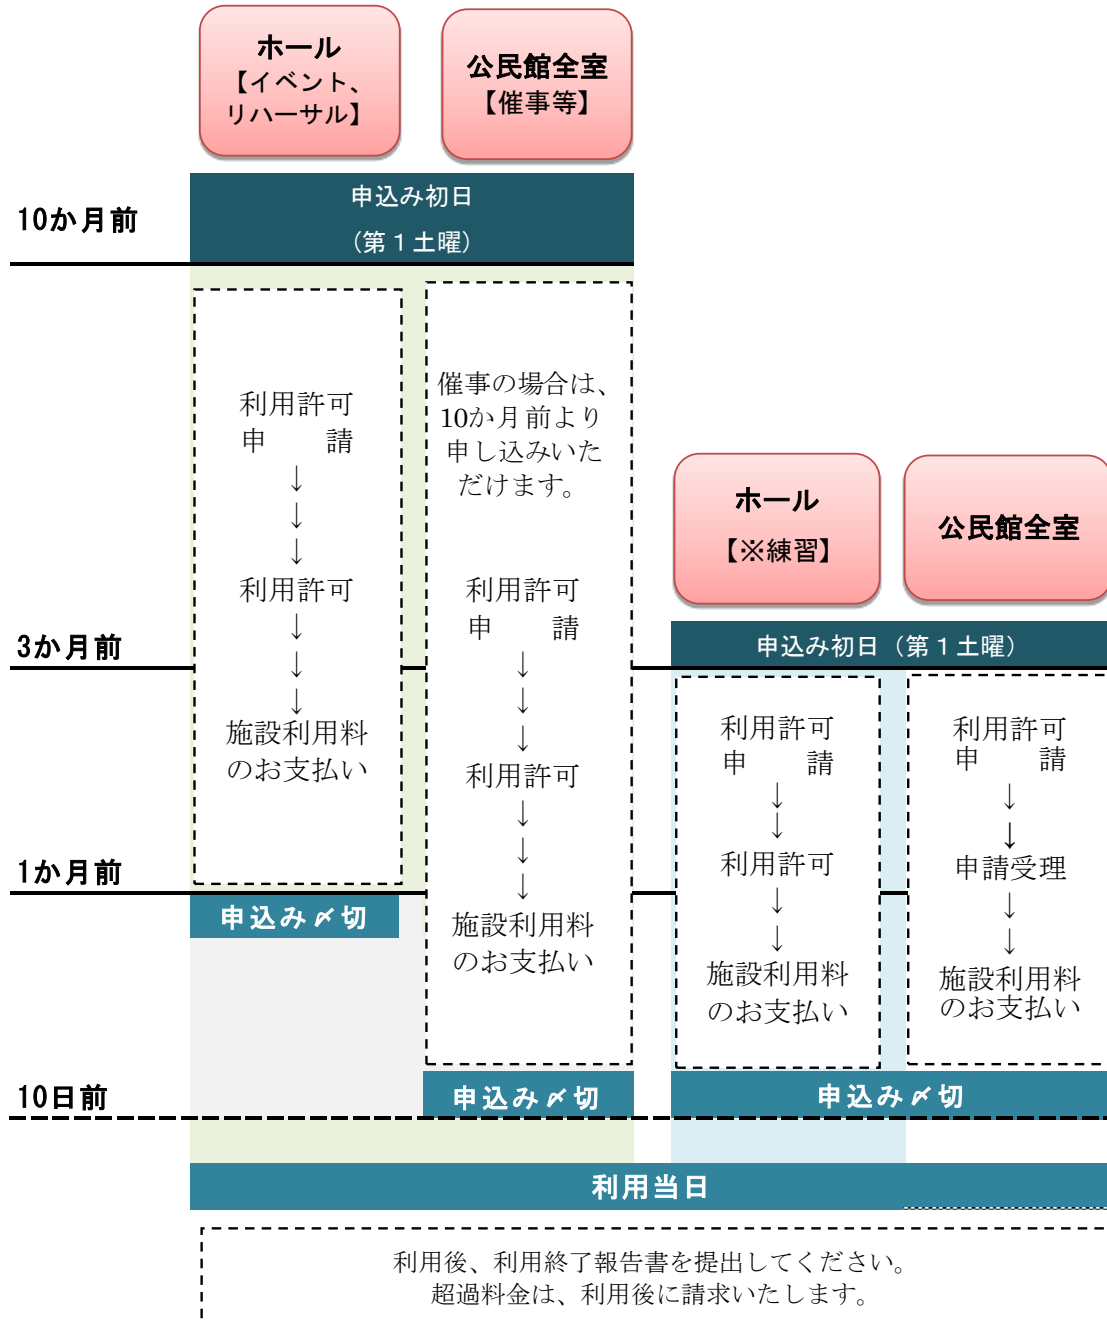 ホール
【イベント、
リハーサル】
公民館全室
【催事等】
10か月前
申込み初日
（第１土曜）
利用許可
申　　請
↓
↓
↓
利用許可
↓
↓
↓
施設利用料
のお支払い
催事の場合は、
10か月前より
申し込みいた
だけます。
利用許可
申　　請
↓
↓
↓
利用許可
↓
↓
↓
施設利用料
のお支払い
ホール
【※練習】
公民館全室
3か月前
申込み初日（第１土曜）
利用許可
申　　請
↓
↓
利用許可
↓
↓
施設利用料
のお支払い
利用許可
申　　請
↓
↓
申請受理
↓
↓
施設利用料
のお支払い
1か月前
申込み〆切
10日前
申込み〆切
申込み〆切
利用当日
利用後、利用終了報告書を提出してください。
超過料金は、利用後に請求いたします。